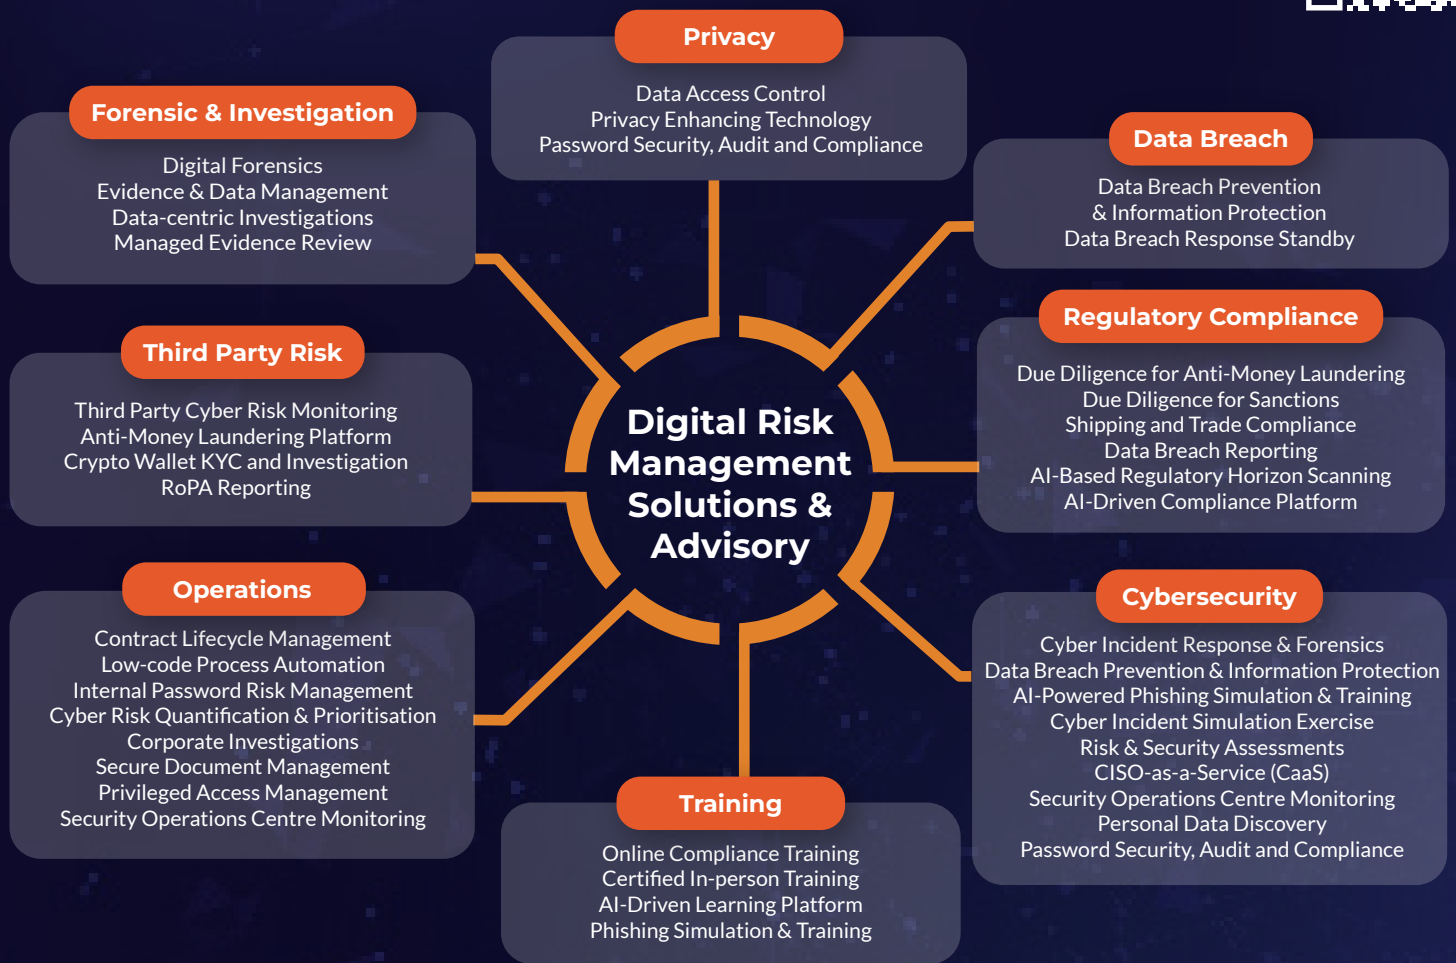 Privacy
Data Access Control
Privacy Enhancing Technology
Password Security, Audit and Compliance
Forensic & Investigation
Digital Forensics
Evidence & Data Management
Data-centric Investigations
Managed Evidence Review
Data Breach
Data Breach Prevention
& Information Protection
Data Breach Response Standby
Third Party Risk
Third Party Cyber Risk Monitoring
Anti-Money Laundering Platform
Crypto Wallet KYC and Investigation
RoPA Reporting
Digital Risk
Management
Solutions &
Advisory
Regulatory Compliance
Due Diligence for Anti-Money Laundering
Due Diligence for Sanctions
Shipping and Trade Compliance
Data Breach Reporting
AI-Based Regulatory Horizon Scanning
AI-Driven Compliance Platform
Operations
Contract Lifecycle Management
Low-code Process Automation
Internal Password Risk Management
Cyber Risk Quantification & Prioritisation
Corporate Investigations
Secure Document Management
Privileged Access Management
Security Operations Centre Monitoring
Training
Online Compliance Training
Certified In-person Training
AI-Driven Learning Platform
Phishing Simulation & Training
Cybersecurity
Cyber Incident Response & Forensics
Data Breach Prevention & Information Protection
AI-Powered Phishing Simulation & Training
Cyber Incident Simulation Exercise
Risk & Security Assessments
CISO-as-a-Service (CaaS)
Security Operations Centre Monitoring
Personal Data Discovery
Password Security, Audit and Compliance